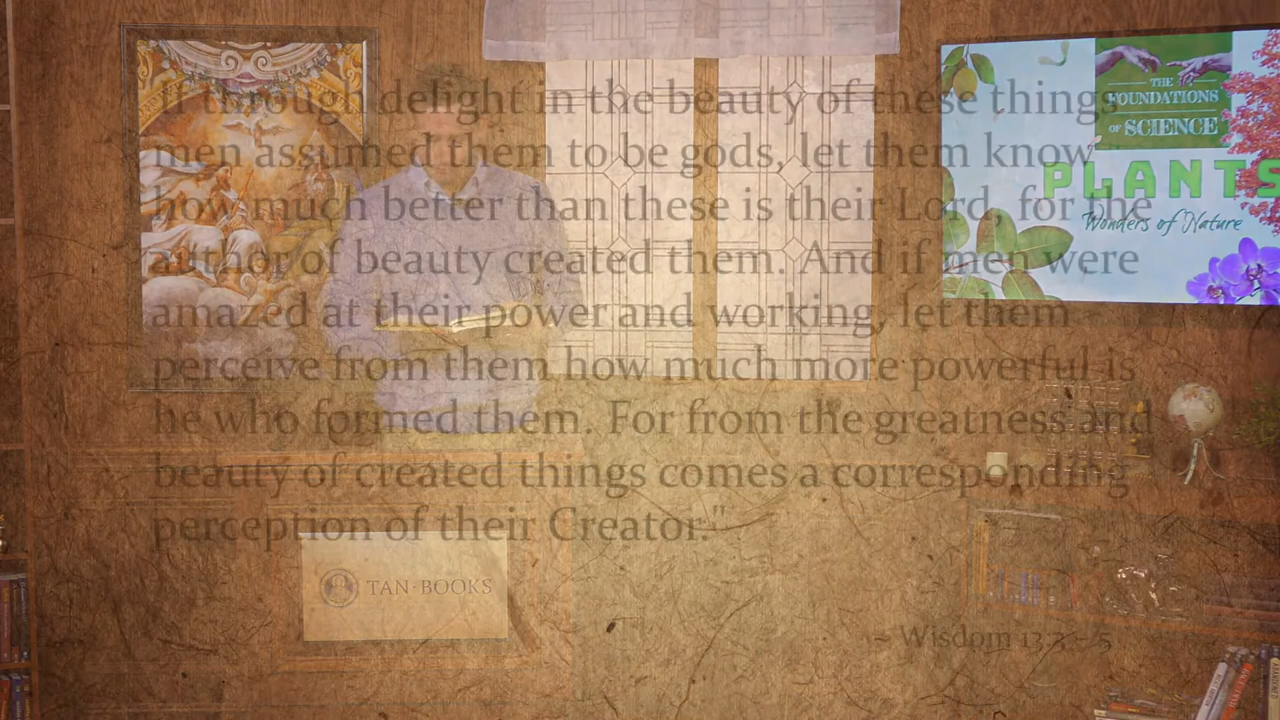 "If through delight in the beauty of these things
men assumed them to be gods, let them know
how much better than these is their Lord, for the
author of beauty created them. And if men were
amazed at their power and working, let them
perceive from them how much more powerful is
he who formed them. For from the greatness and
beauty of created things comes a corresponding
perception of their Creator."
– Wisdom 13:3 – 5
THE
FOUNDATIONS
OF SCIENCE
PLANTS
Wonders of Nature
TAN·BOOKS